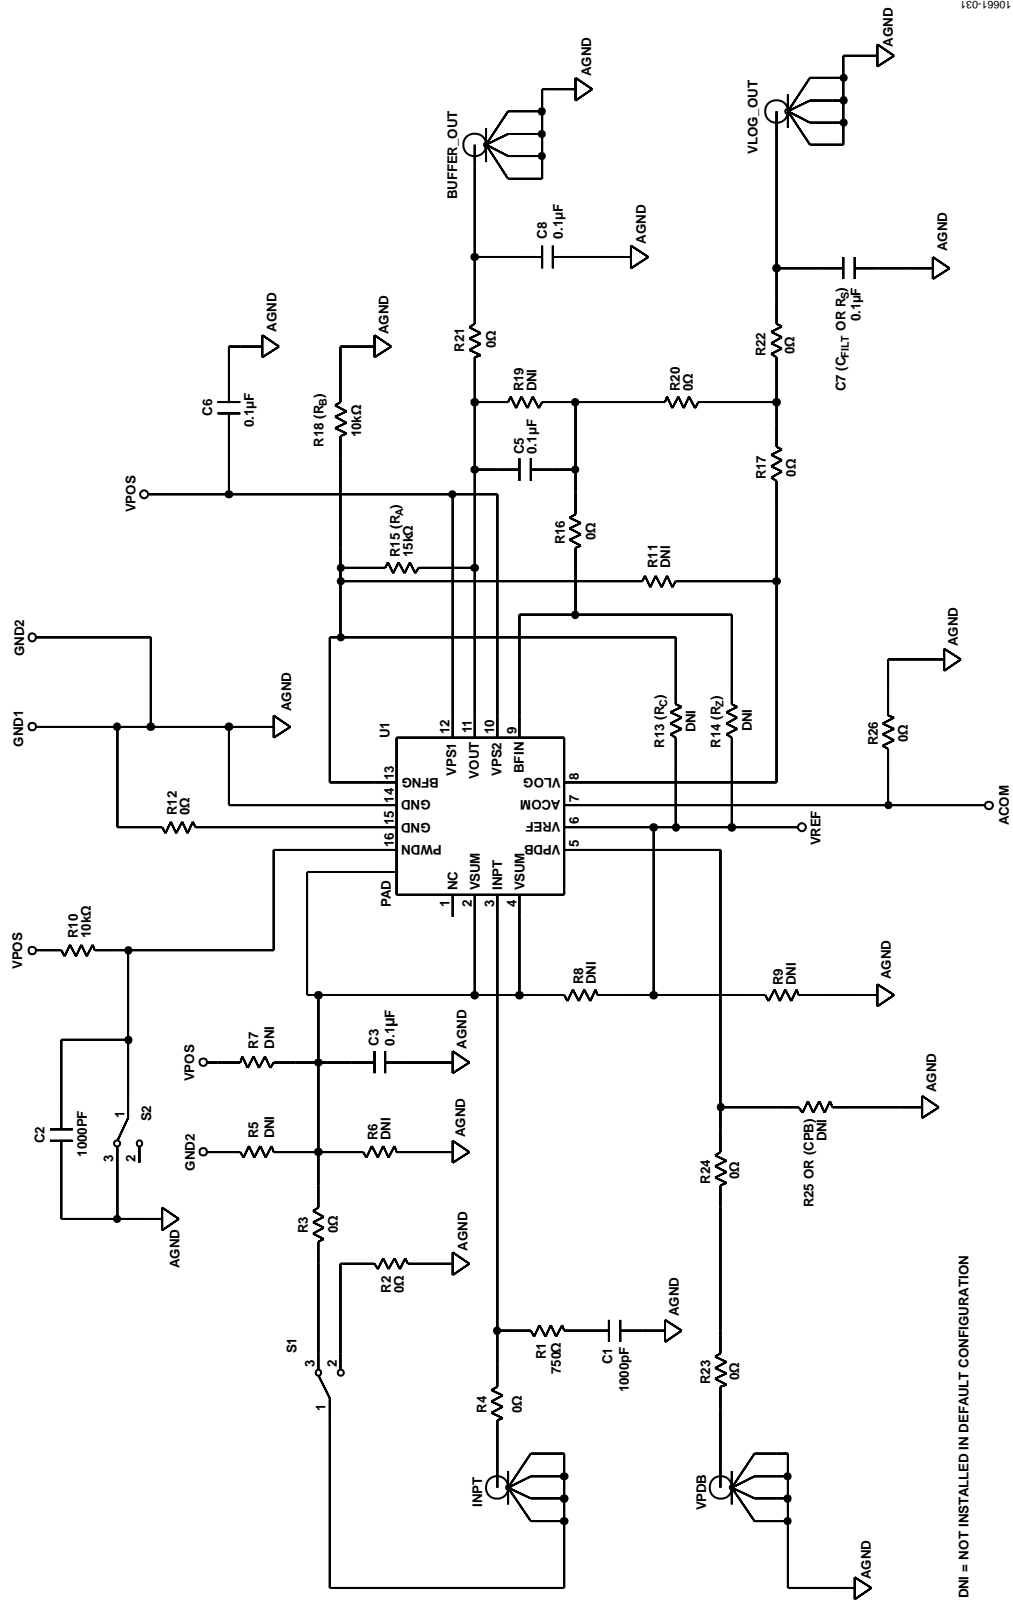 10661-031
GND1
GND2
VPOS
VPOS
R10
10kΩ
C2
1000PF
1
S2
3
2
AGND
R12
0Ω
AGND
C6
0.1µF
AGND
VPOS
R7
DNI
C3
0.1µF
AGND
GND2
R5
DNI
R6
DNI
AGND
R3
0Ω
R2
0Ω
AGND
S1
3
2
1
U1
PAD
16
15
14
13
PWDN
GND
GND
BFNG
1
2
3
4
NC
VSUM
INPT
VSUM
12
11
10
9
VPS1
VOUT
VPS2
BFIN
VPDB
VREF
ACOM
VLOG
5
6
7
8
R18 (RB)
10kΩ
AGND
R15 (RA)
15kΩ
R21
0Ω
C8
0.1µF
AGND
BUFFER_OUT
AGND
R19
DNI
C5
0.1µF
R16
0Ω
R20
0Ω
R11
DNI
R17
0Ω
R22
0Ω
C7 (CFILT OR RS)
0.1µF
AGND
VLOG_OUT
AGND
R13 (RC)
DNI
R14 (RZ)
DNI
R26
0Ω
AGND
ACOM
VREF
R8
DNI
R9
DNI
AGND
INPT
R4
0Ω
R1
750Ω
C1
1000pF
AGND
VPDB
R23
0Ω
R24
0Ω
R25 OR (CPB)
DNI
AGND
AGND
DNI = NOT INSTALLED IN DEFAULT CONFIGURATION